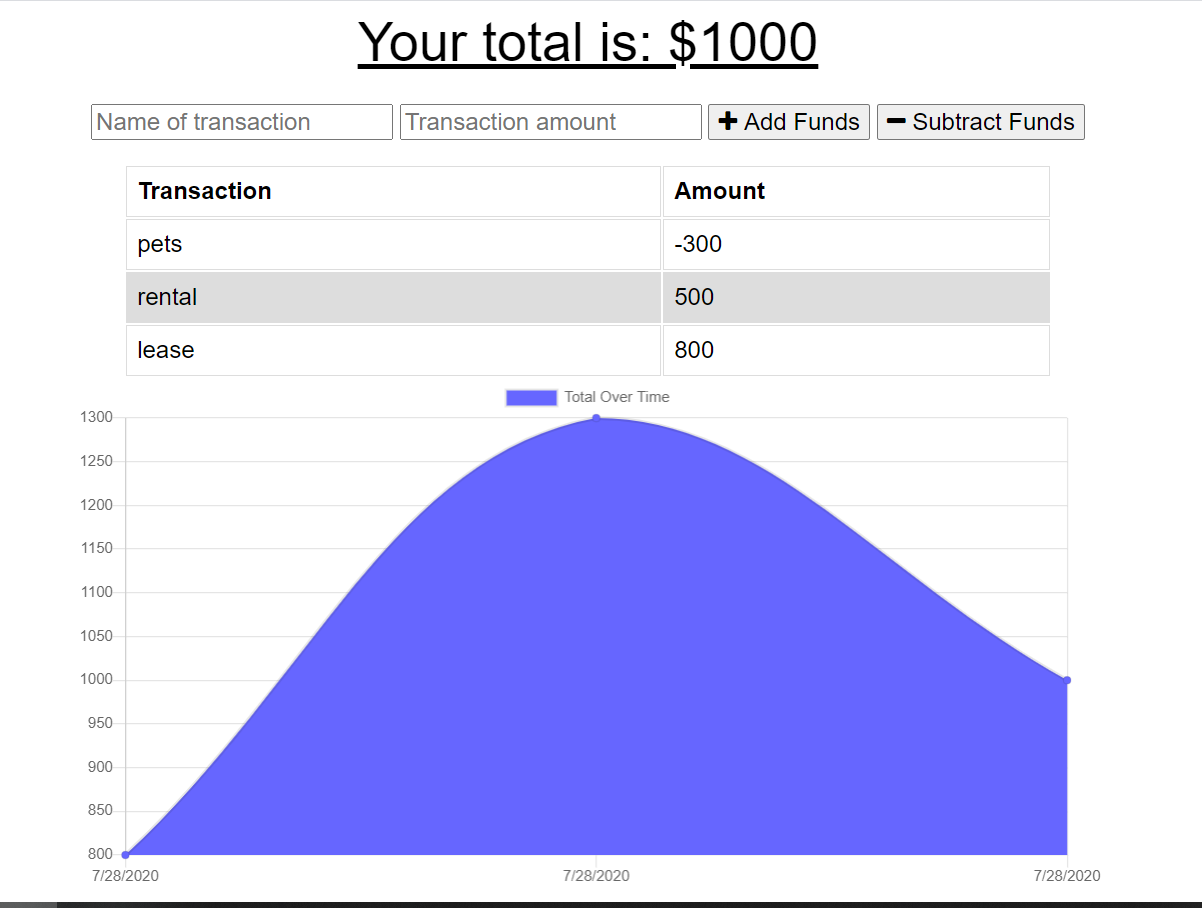 Your total is: $1000
Name of transaction Transaction amount Add Funds Subtract Funds
Transaction Amount
pets -300
rental 500
lease 800
Total Over Time
1300
1250
1200
1150
1100
1050
1000
950
900
850
800
7/28/2020 7/28/2020 7/28/2020